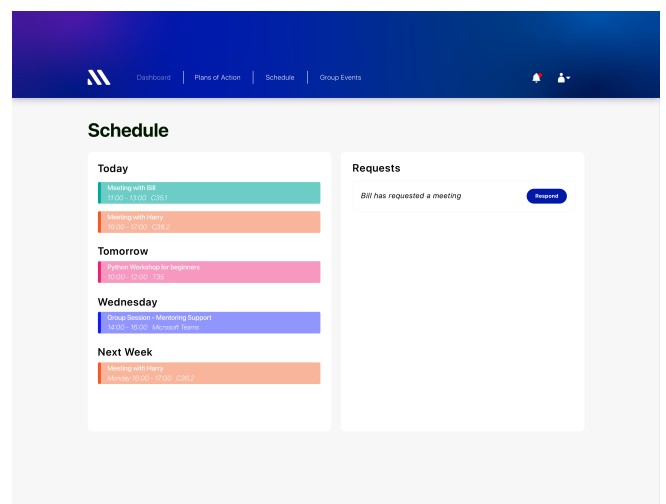 Dashboard
Plans of Action
Schedule
Group Events
Schedule
Today
Meeting with Bill
11:00 - 13:00 C35.1
Meeting with Harry
16:00 - 17:00 C36.2
Tomorrow
Python Workshop for beginners
10:00 - 12:00 T.35
Wednesday
Group Session - Mentoring Support
14:00 - 16:00 Microsoft Teams
Next Week
Meeting with Harry
Monday 16:00 - 17:00 C36.2
Requests
Bill has requested a meeting
Respond